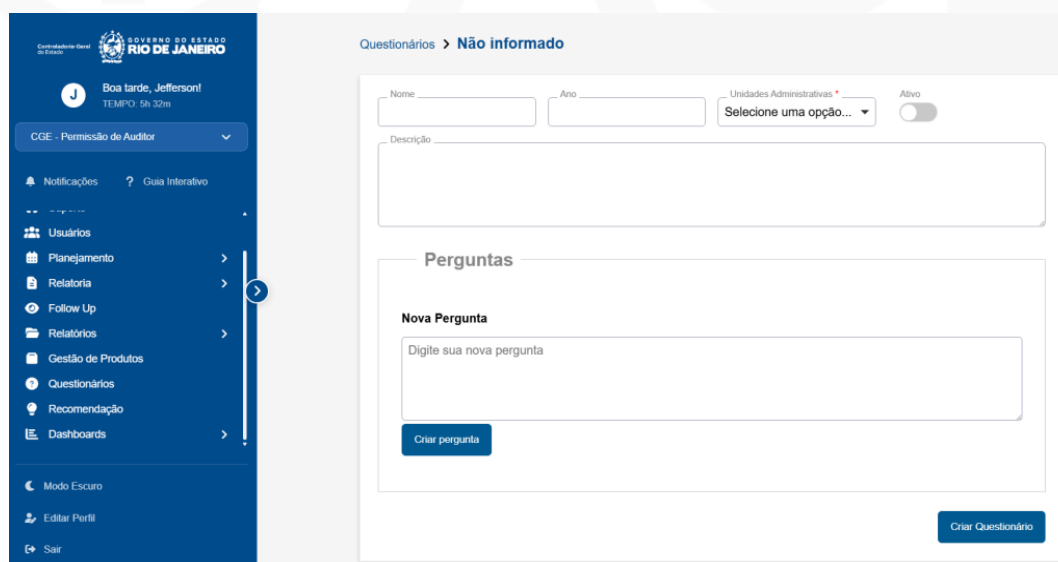 Controladoria Geral
do Estado
GOVERNO DO ESTADO
RIO DE JANEIRO
J
Boa tarde, Jefferson!
TEMPO: 5h 32m
CGE - Permissão de Auditor
Notificações
? Guia Interativo
Usuários
Planejamento
Relatoria
Follow Up
Relatórios
Gestão de Produtos
Questionários
Recomendação
Dashboards
Modo Escuro
Editar Perfil
Sair
Questionários > Não informado
Nome
Ano
Unidades Administrativas *
Selecione uma opção...
Ativo
Descrição
Perguntas
Nova Pergunta
Digite sua nova pergunta
Criar pergunta
Criar Questionário